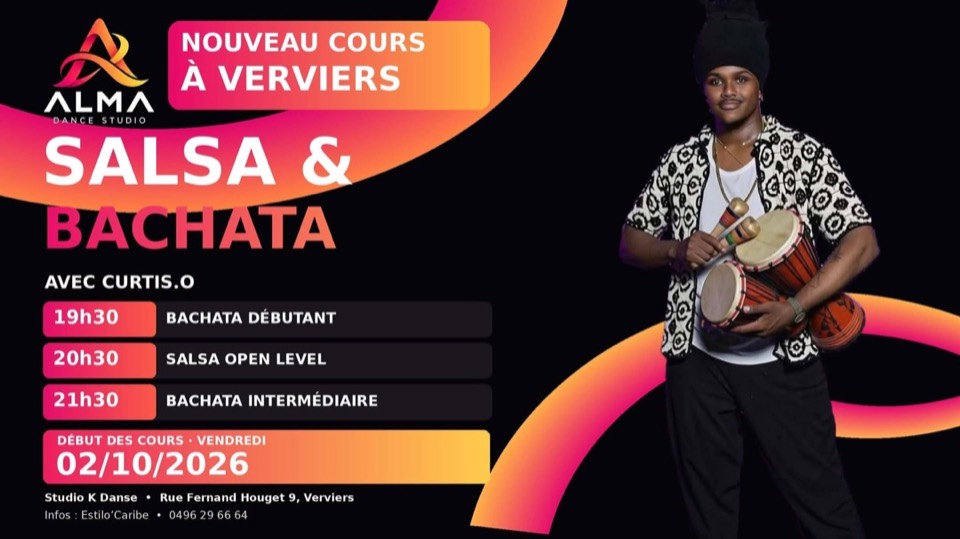 ALMA
DANCE STUDIO
NOUVEAU COURS
À VERVIERS
SALSA &
BACHATA
AVEC CURTIS.O
19h30 BACHATA DÉBUTANT
20h30 SALSA OPEN LEVEL
21h30 BACHATA INTERMÉDIAIRE
DÉBUT DES COURS · VENDREDI
02/10/2026
Studio K Danse • Rue Fernand Houget 9, Verviers
Infos : Estilo’Caribe • 0496 29 66 64